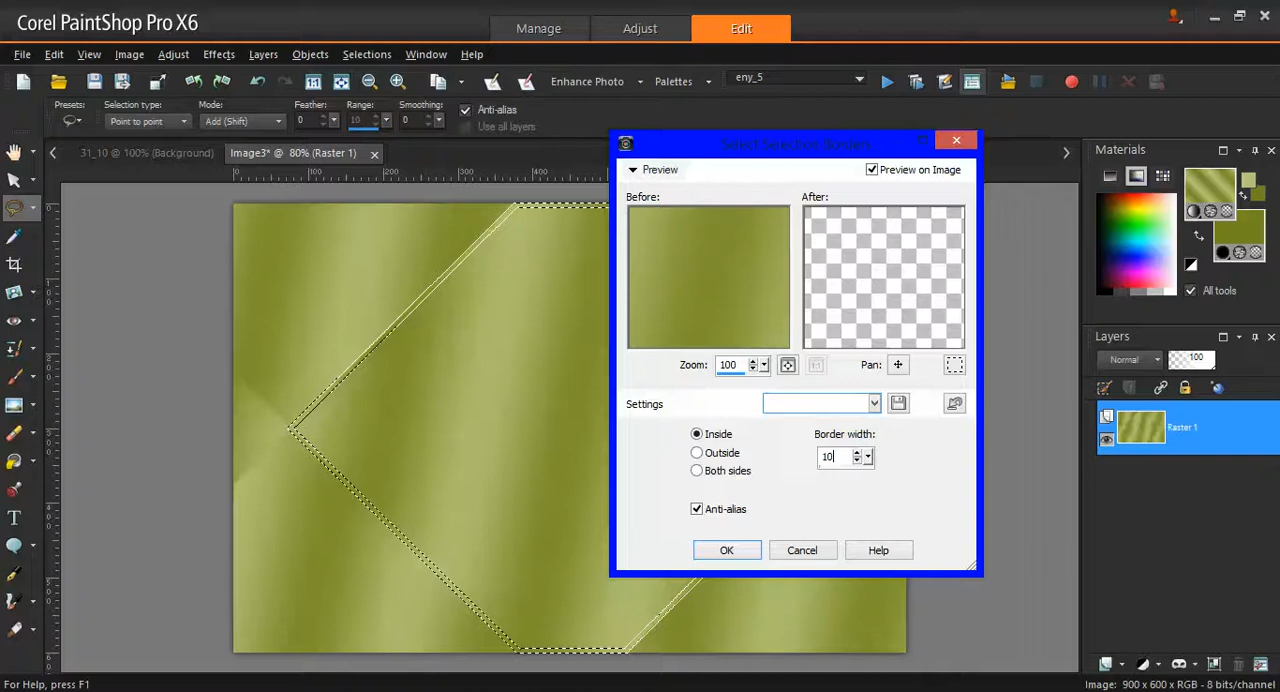 Corel PaintShop Pro X6
Manage Adjust Edit
File Edit View Image Adjust Effects Layers Objects Selections Window Help
Enhance Photo Palettes eny_5
Presets: Selection type: Mode: Feather: Range: Smoothing:
Point to point Add (Shift) 0 10 0
Anti-alias
Use all layers
31_10 @ 100% (Background) Image3* @ 80% (Raster 1)
Select Selection Borders
Preview Preview on Image
Before: After:
Zoom: 100 Pan:
Settings
Inside
Outside
Both sides
Border width:
10
Anti-alias
OK Cancel Help
Materials
All tools
Layers
Normal 100
Raster 1
For Help, press F1
Image: 900 x 600 x RGB - 8 bits/channel